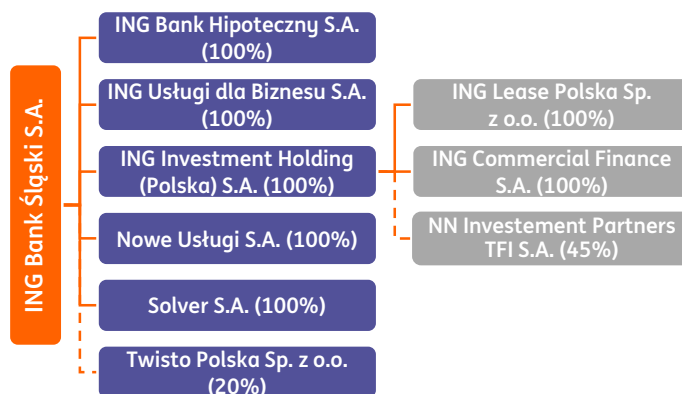 ING Bank Śląski S.A.
ING Bank Hipoteczny S.A.
(100%)
ING Usługi dla Biznesu S.A.
(100%)
ING Investment Holding
(Polska) S.A. (100%)
Nowe Usługi S.A. (100%)
Solver S.A. (100%)
Twisto Polska Sp. z o.o.
(20%)
ING Lease Polska Sp.
z o.o. (100%)
ING Commercial Finance
S.A. (100%)
NN Investement Partners
TFI S.A. (45%)